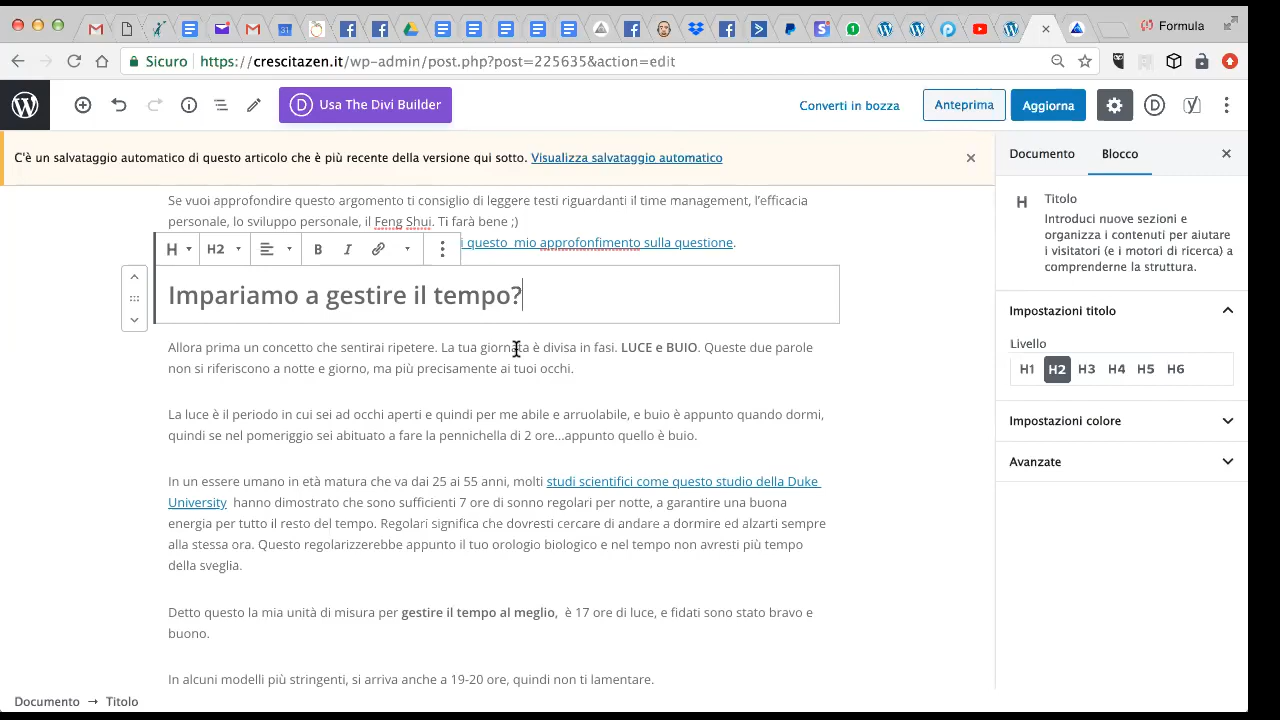 Formula
Sicuro https://crescitazen.it/wp-admin/post.php?post=225635&action=edit
Usa The Divi Builder
Converti in bozza
Anteprima
Aggiorna
C'è un salvataggio automatico di questo articolo che è più recente della versione qui sotto. Visualizza salvataggio automatico
Documento
Blocco
Se vuoi approfondire questo argomento ti consiglio di leggere testi riguardanti il time management, l'efficacia
personale, lo sviluppo personale, il Feng Shui. Ti farà bene ;)
i questo mio approfonfimento sulla questione.
H H2 B I
Impariamo a gestire il tempo?
Allora prima un concetto che sentirai ripetere. La tua giornata è divisa in fasi. LUCE e BUIO. Queste due parole
non si riferiscono a notte e giorno, ma più precisamente ai tuoi occhi.
La luce è il periodo in cui sei ad occhi aperti e quindi per me abile e arruolabile, e buio è appunto quando dormi,
quindi se nel pomeriggio sei abituato a fare la pennichella di 2 ore...appunto quello è buio.
In un essere umano in età matura che va dai 25 ai 55 anni, molti studi scientifici come questo studio della Duke
University hanno dimostrato che sono sufficienti 7 ore di sonno regolari per notte, a garantire una buona
energia per tutto il resto del tempo. Regolari significa che dovresti cercare di andare a dormire ed alzarti sempre
alla stessa ora. Questo regolarizzerebbe appunto il tuo orologio biologico e nel tempo non avresti più tempo
della sveglia.
Detto questo la mia unità di misura per gestire il tempo al meglio, è 17 ore di luce, e fidati sono stato bravo e
buono.
In alcuni modelli più stringenti, si arriva anche a 19-20 ore, quindi non ti lamentare.
H Titolo
Introduci nuove sezioni e
organizza i contenuti per aiutare
i visitatori (e i motori di ricerca) a
comprenderne la struttura.
Impostazioni titolo
Livello
H1 H2 H3 H4 H5 H6
Impostazioni colore
Avanzate
Documento → Titolo